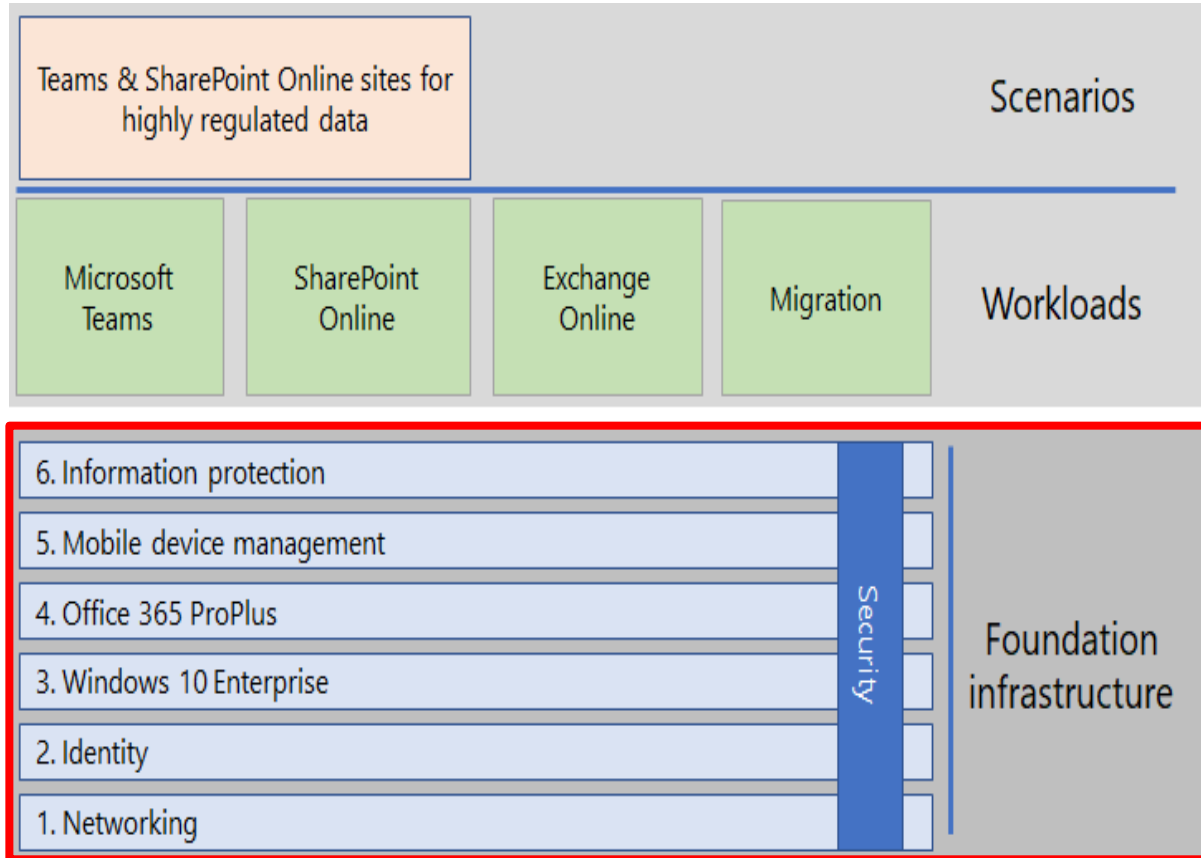 Teams & SharePoint Online sites for
highly regulated data
Scenarios
Microsoft
Teams
SharePoint
Online
Exchange
Online
Migration
Workloads
6. Information protection
5. Mobile device management
4. Office 365 ProPlus
3. Windows 10 Enterprise
2. Identity
1. Networking
Security
Foundation
infrastructure